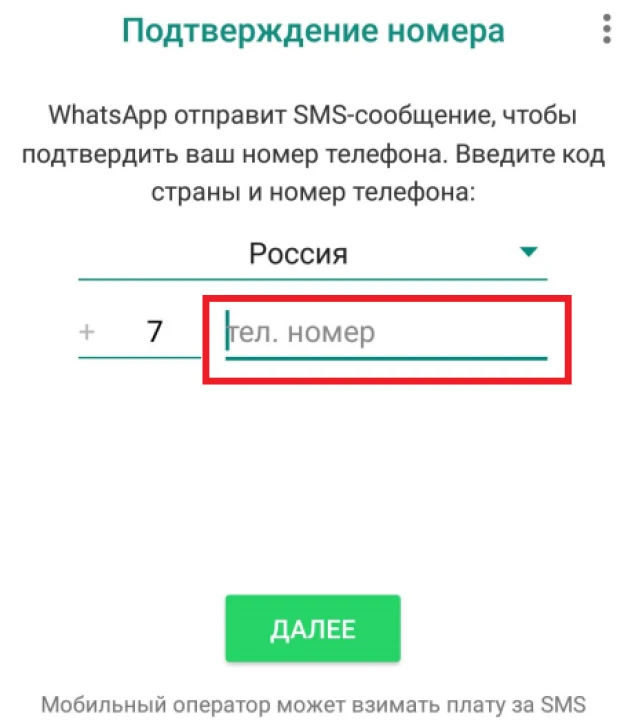 Подтверждение номера
WhatsApp отправит SMS-сообщение, чтобы
подтвердить ваш номер телефона. Введите код
страны и номер телефона:
Россия
+ 7 тел. номер
ДАЛЕЕ
Мобильный оператор может взимать плату за SMS